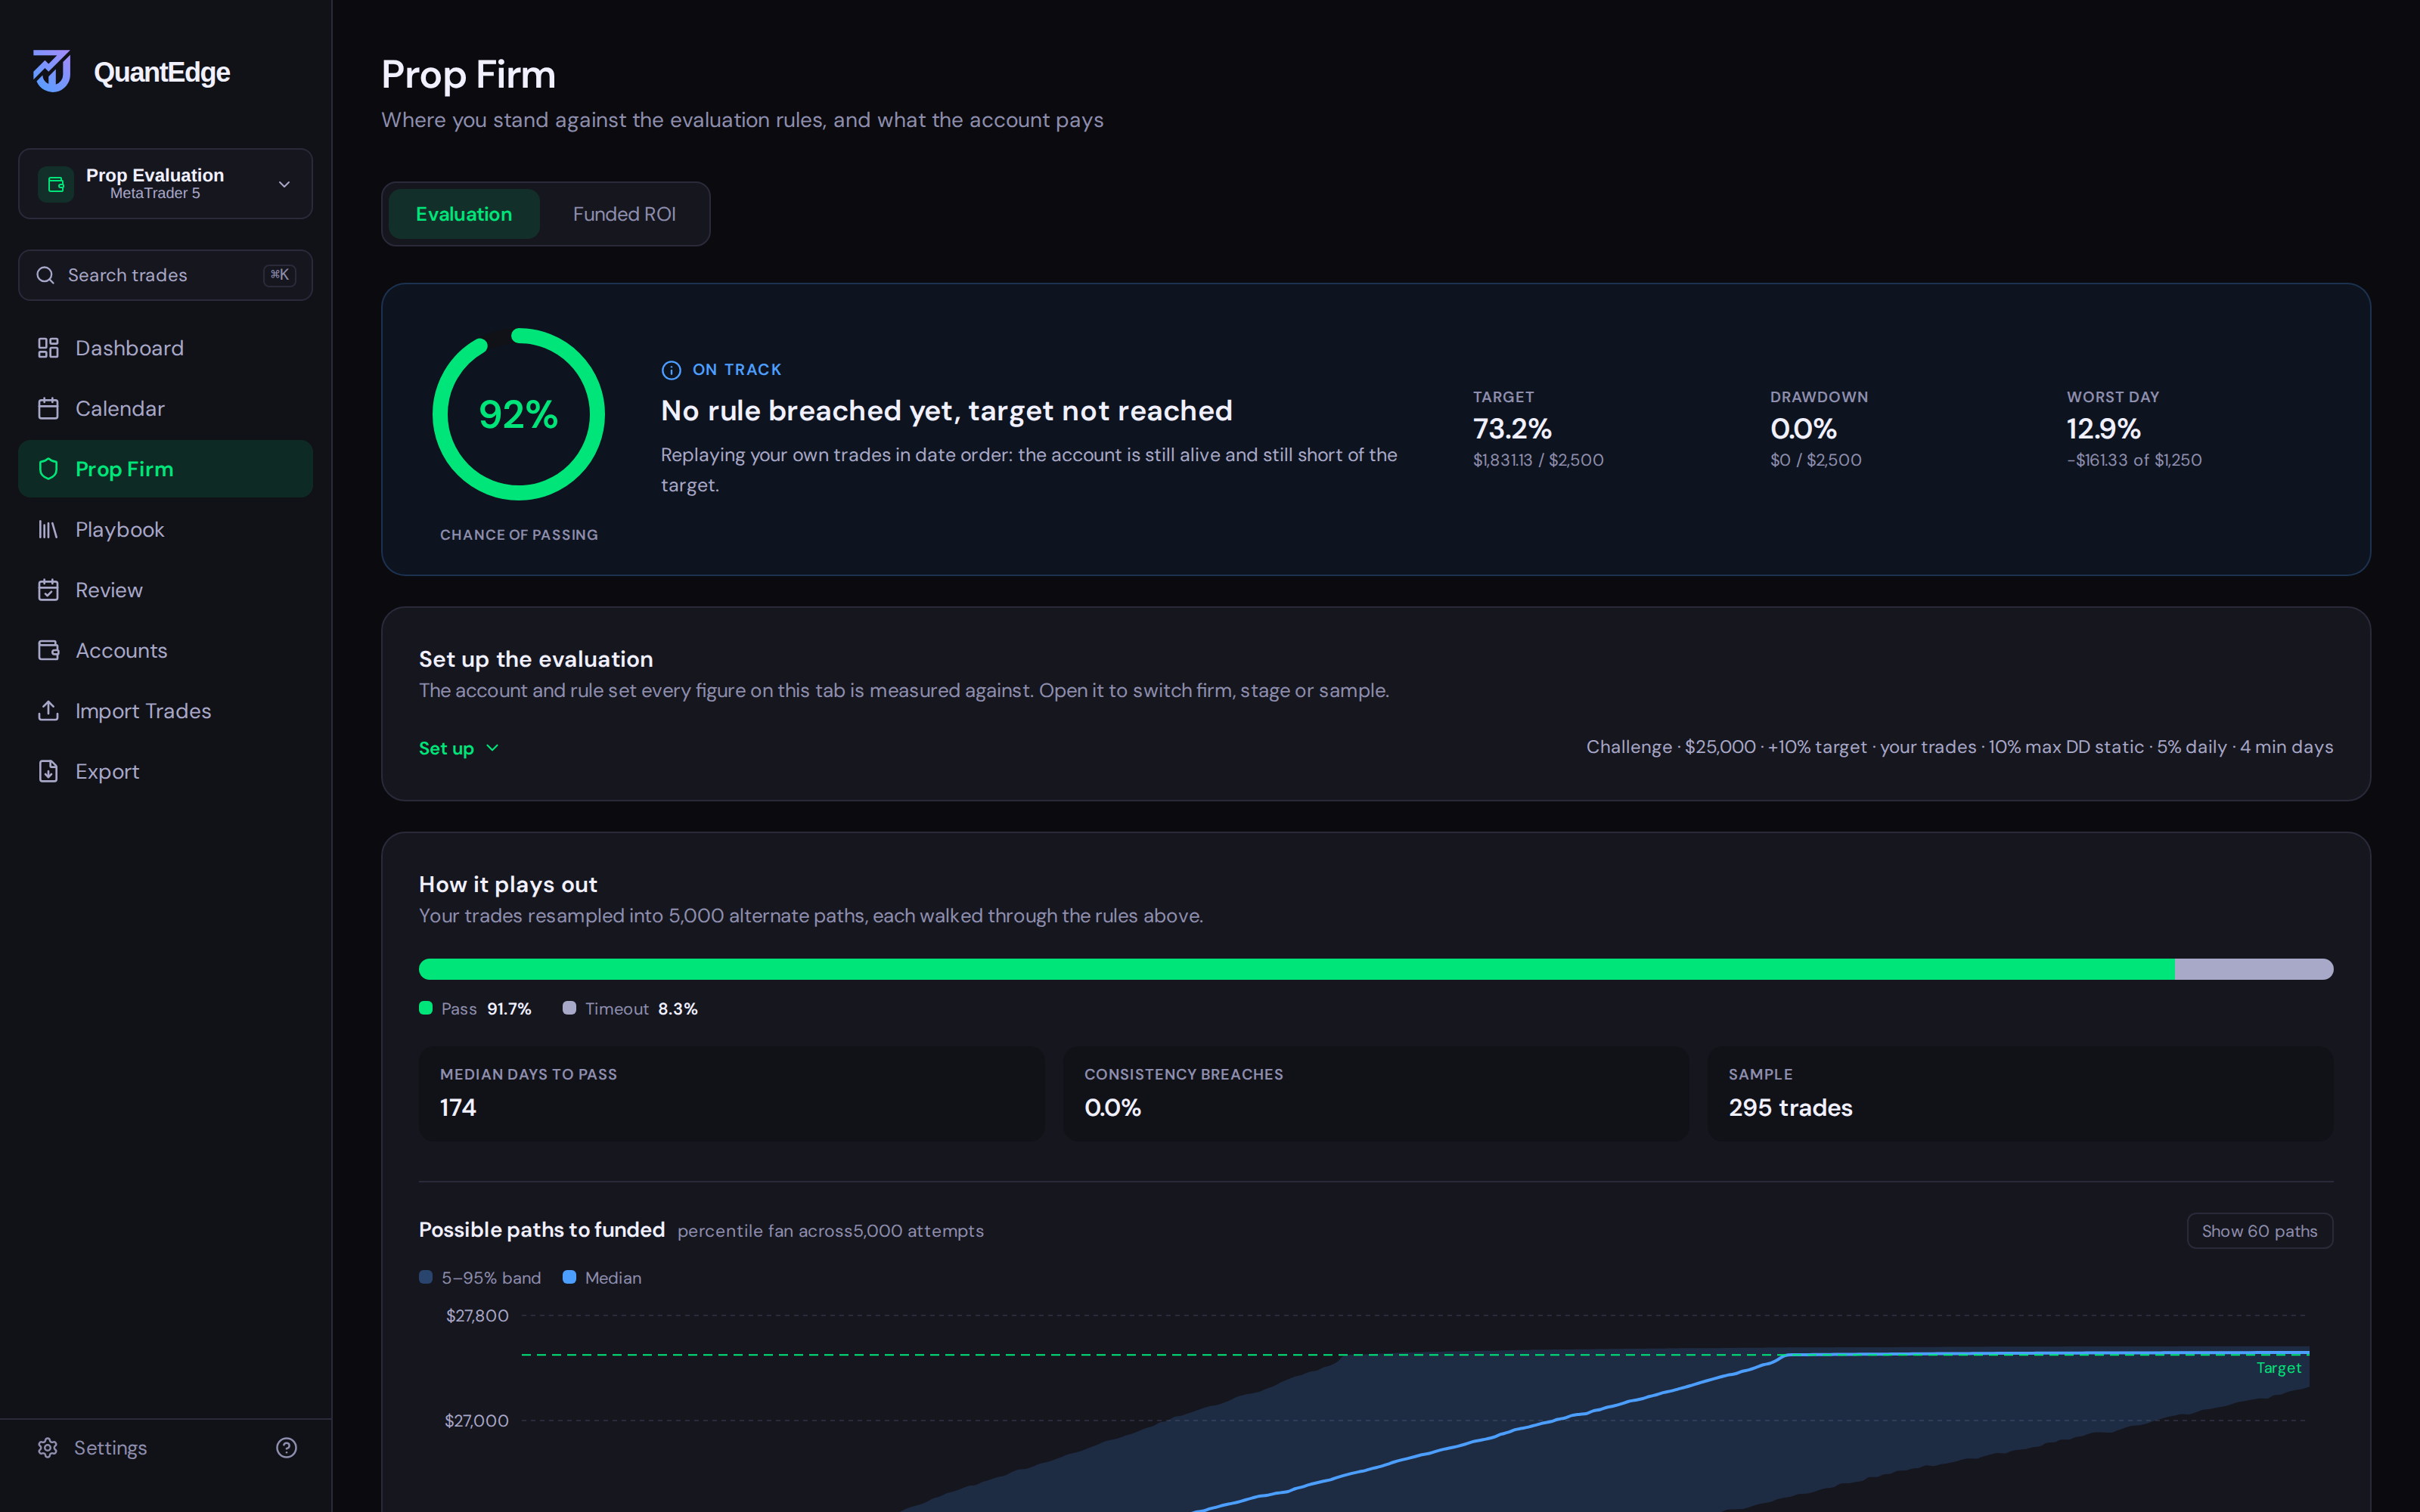 QuantEdge
Prop Evaluation
MetaTrader 5
Search trades
⌘K
Dashboard
Calendar
Prop Firm
Playbook
Review
Accounts
Import Trades
Export
Settings
Prop Firm
Where you stand against the evaluation rules, and what the account pays
Evaluation
Funded ROI
92%
CHANCE OF PASSING
ON TRACK
No rule breached yet, target not reached
Replaying your own trades in date order: the account is still alive and still short of the
target.
TARGET
73.2%
$1,831.13 / $2,500
DRAWDOWN
0.0%
$0 / $2,500
WORST DAY
12.9%
−$161.33 of $1,250
Set up the evaluation
The account and rule set every figure on this tab is measured against. Open it to switch firm, stage or sample.
Set up
Challenge · $25,000 · +10% target · your trades · 10% max DD static · 5% daily · 4 min days
How it plays out
Your trades resampled into 5,000 alternate paths, each walked through the rules above.
Pass 91.7%
Timeout 8.3%
MEDIAN DAYS TO PASS
174
CONSISTENCY BREACHES
0.0%
SAMPLE
295 trades
Possible paths to funded percentile fan across5,000 attempts
Show 60 paths
5–95% band
Median
$27,800
Target
$27,000